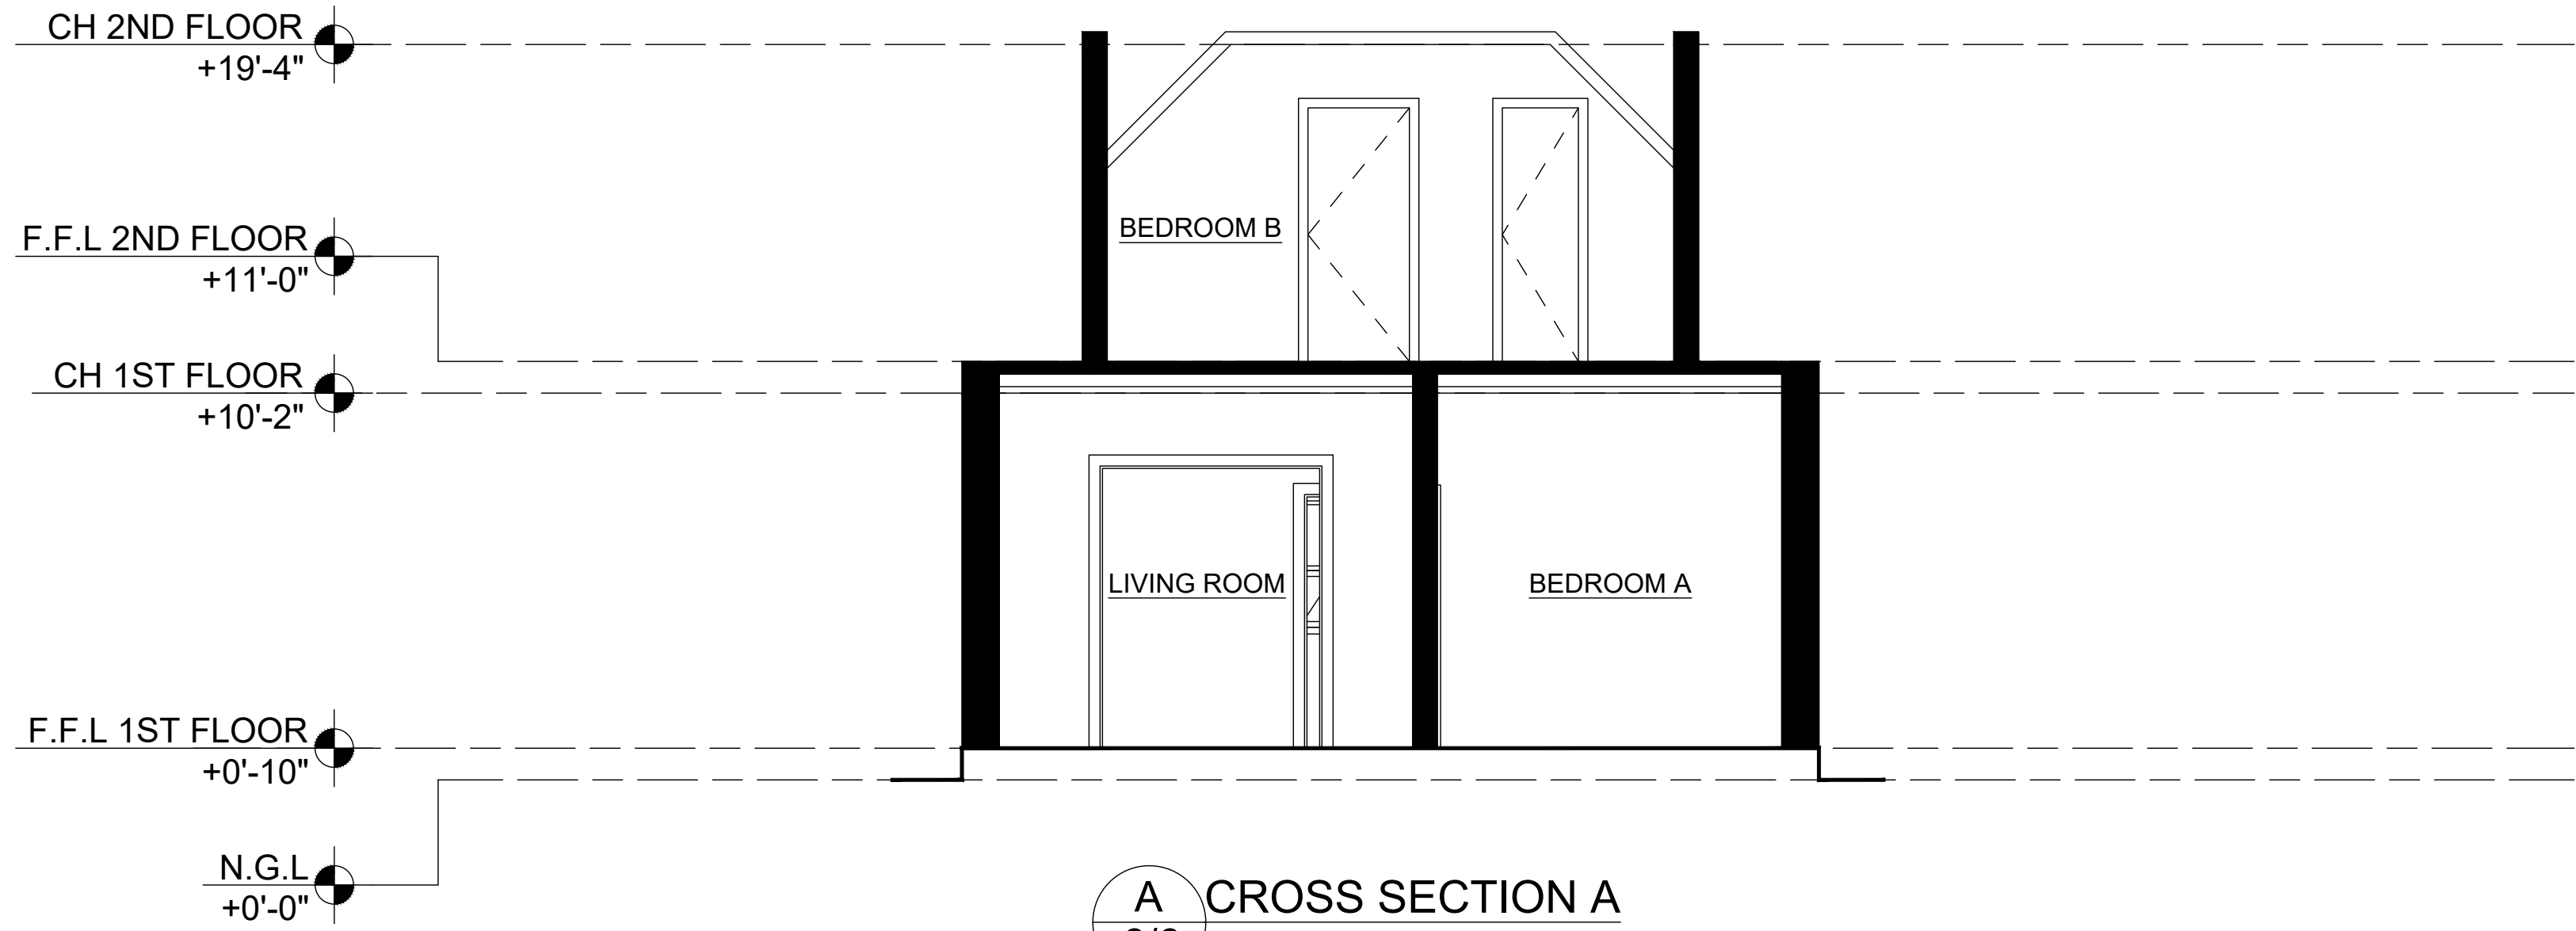 CH 2ND FLOOR
+19'-4"
F.F.L 2ND FLOOR
+11'-0"
BEDROOM B
CH 1ST FLOOR
+10'-2"
LIVING ROOM
BEDROOM A
F.F.L 1ST FLOOR
+0'-10"
N.G.L
+0'-0"
A
CROSS SECTION A